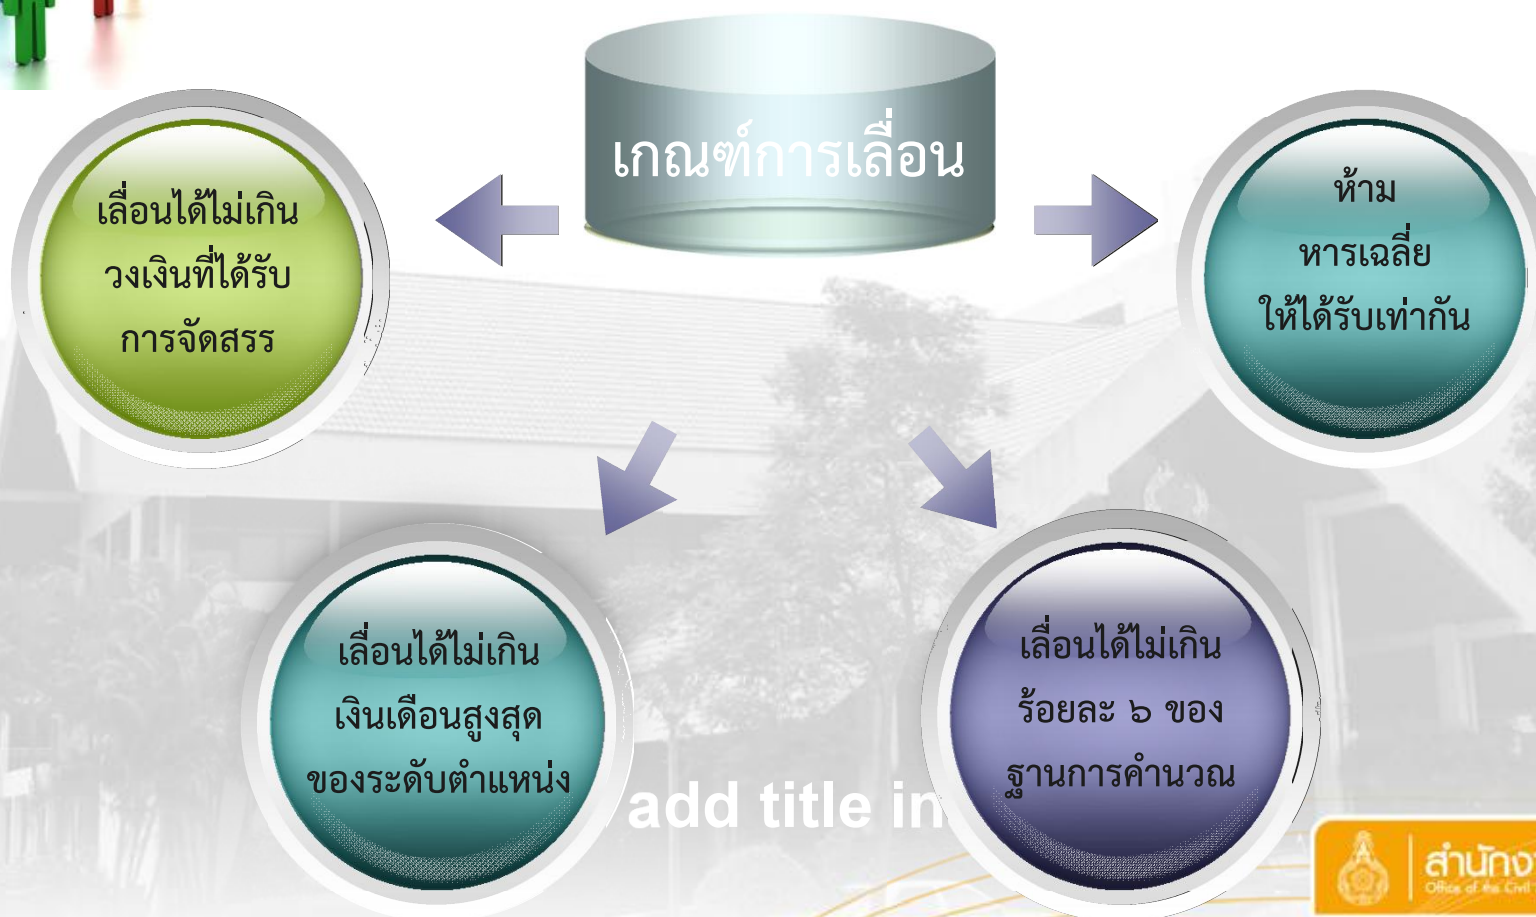 เกณฑ์การเลื่อน
เลื่อนได้ไม่เกิน
วงเงินที่ได้รับ
การจัดสรร
ห้าม
หารเฉลี่ย
ให้ได้รับเท่ากัน
เลื่อนได้ไม่เกิน
เงินเดือนสูงสุด
ของระดับตำแหน่ง
เลื่อนได้ไม่เกิน
ร้อยละ ๖ ของ
ฐานการคำนวณ
add title in
สำนักง
Office of the Civil